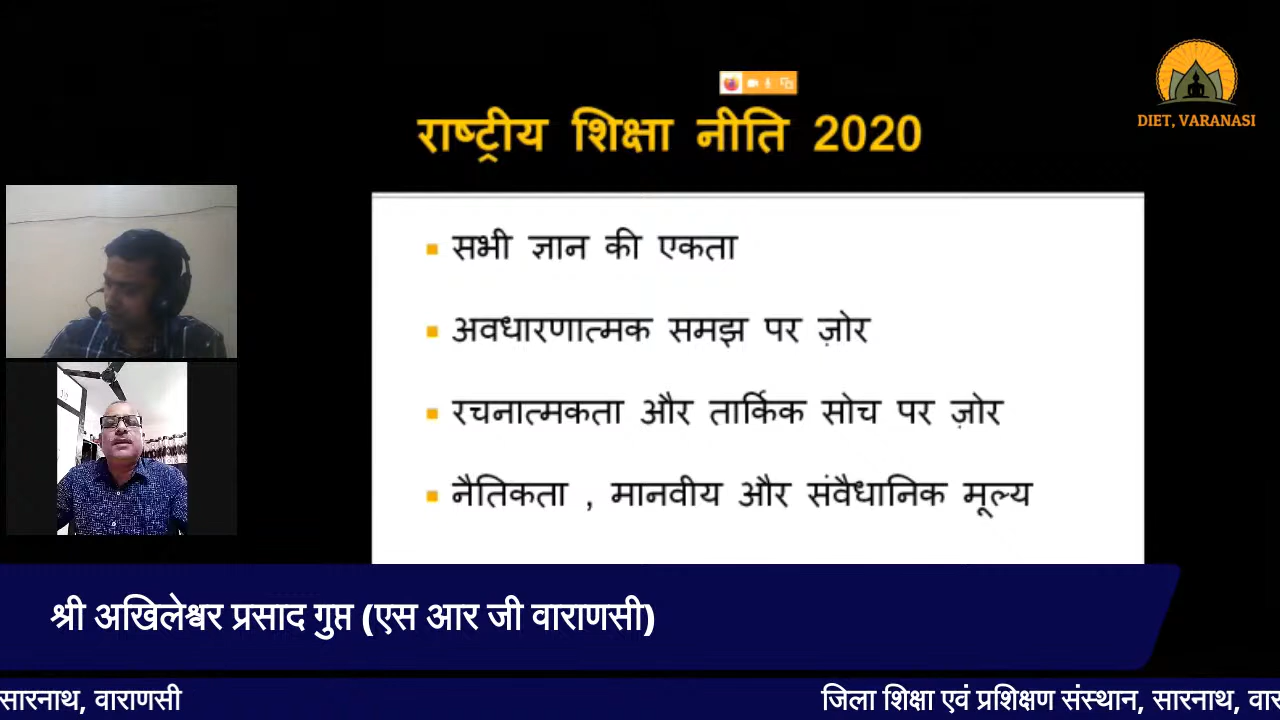 DIET, VARANASI
राष्ट्रीय शिक्षा नीति 2020
सभी ज्ञान की एकता
अवधारणात्मक समझ पर ज़ोर
रचनात्मकता और तार्किक सोच पर ज़ोर
नैतिकता , मानवीय और संवैधानिक मूल्य
श्री अखिलेश्वर प्रसाद गुप्त (एस आर जी वाराणसी)
सारनाथ, वाराणसी जिला शिक्षा एवं प्रशिक्षण संस्थान, सारनाथ,